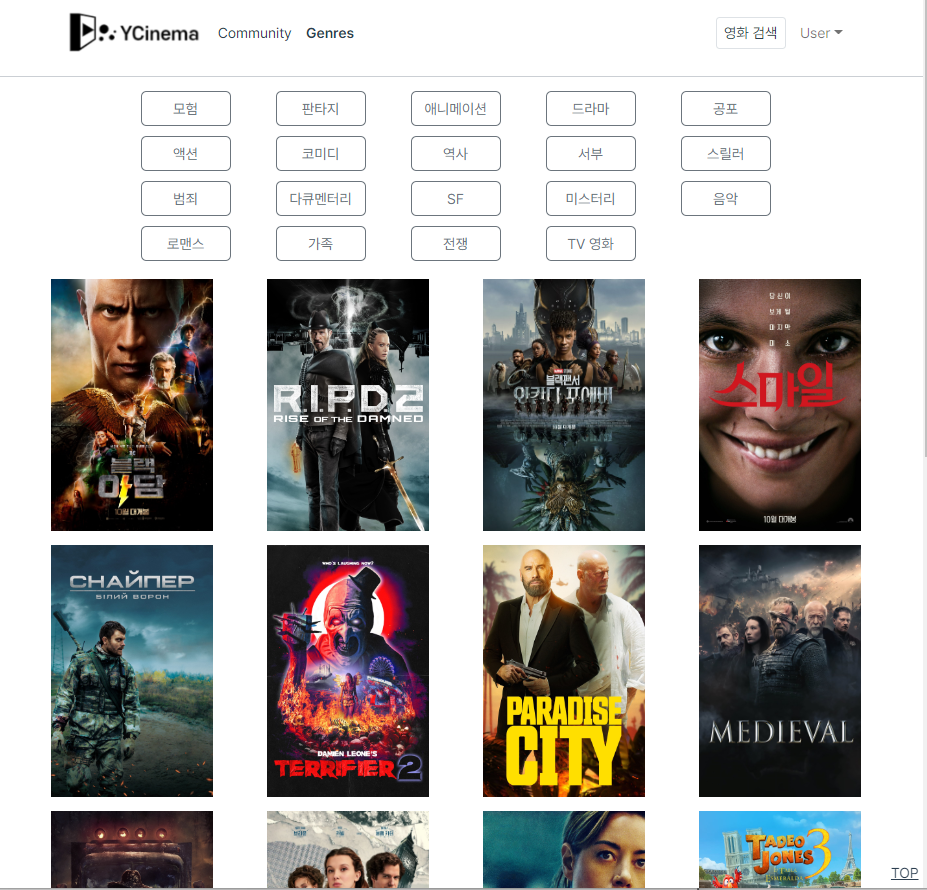 YCinema Community Genres 영화 검색 User
모험 판타지 애니메이션 드라마 공포
액션 코미디 역사 서부 스릴러
범죄 다큐멘터리 SF 미스터리 음악
로맨스 가족 전쟁 TV 영화
블랙
아담
10월 대개봉
R.I.P.D.2
RISE OF THE DAMNED
블랙팬서
와칸다 포에버
당신이
보게 될
마지막
미소
스마일
10월 대개봉
СНАЙПЕР
БІЛИЙ ВОРОН
WHO'S LAUGHING NOW?
DAMIEN LEONE'S
TERRIFIER 2
PARADISE
CITY
MEDIEVAL
TADEO
JONES 3
TOP